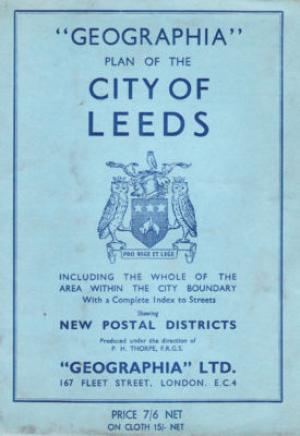 "GEOGRAPHIA"
PLAN OF THE
CITY OF
LEEDS
PRO REGE ET LEGE
INCLUDING THE WHOLE OF THE
AREA WITHIN THE CITY BOUNDARY
With a Complete Index to Streets
Showing
NEW POSTAL DISTRICTS
Produced under the direction of
P. H. THORPE, F.R.G.S.
"GEOGRAPHIA" LTD.
167 FLEET STREET, LONDON. E.C.4
PRICE 7/6 NET
ON CLOTH 15/- NET